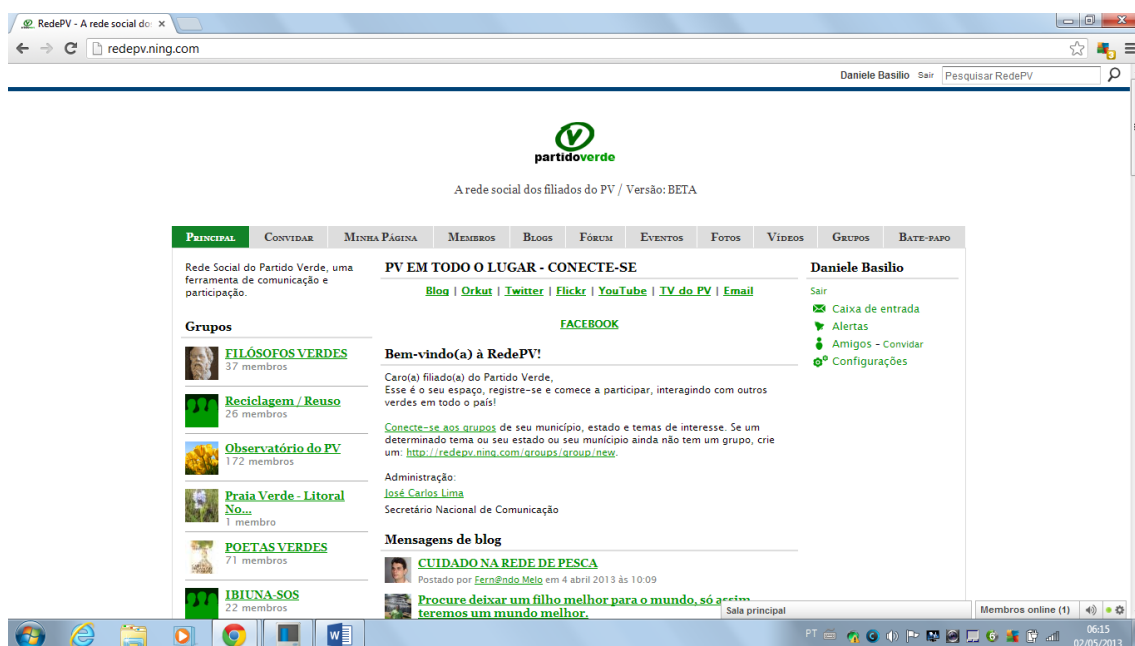 RedePV - A rede social do
redepv.ning.com
Daniele Basilio Sair Pesquisar RedePV
partidoverde
A rede social dos filiados do PV / Versão: BETA
Principal Convidar Minha Página Membros Blogs Fórum Eventos Fotos Vídeos Grupos Bate-papo
Rede Social do Partido Verde, uma
ferramenta de comunicação e
participação.
Grupos
FILÓSOFOS VERDES
37 membros
Reciclagem / Reuso
26 membros
Observatório do PV
172 membros
Praia Verde - Litoral
No...
1 membro
POETAS VERDES
71 membros
IBIUNA-SOS
22 membros
PV EM TODO O LUGAR - CONECTE-SE
Blog | Orkut | Twitter | Flickr | YouTube | TV do PV | Email
FACEBOOK
Bem-vindo(a) à RedePV!
Caro(a) filiado(a) do Partido Verde,
Esse é o seu espaço, registre-se e comece a participar, interagindo com outros
verdes em todo o país!
Conecte-se aos grupos de seu município, estado e temas de interesse. Se um
determinado tema ou seu estado ou seu munícipio ainda não tem um grupo, crie
um: http://redepv.ning.com/groups/group/new.
Administração:
José Carlos Lima
Secretário Nacional de Comunicação
Mensagens de blog
CUIDADO NA REDE DE PESCA
Postado por Fern@ndo Melo em 4 abril 2013 às 10:09
Procure deixar um filho melhor para o mundo, só assim
teremos um mundo melhor.
Daniele Basilio
Sair
Caixa de entrada
Alertas
Amigos - Convidar
Configurações
Sala principal
Membros online (1)
PT
06:15
02/05/2013